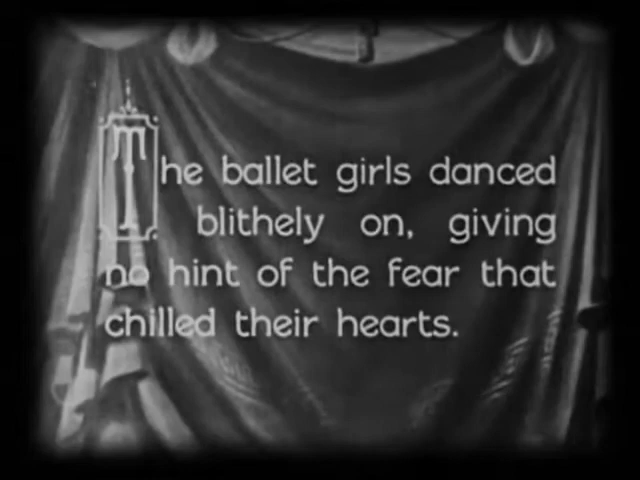 The ballet girls danced
blithely on, giving
no hint of the fear that
chilled their hearts.